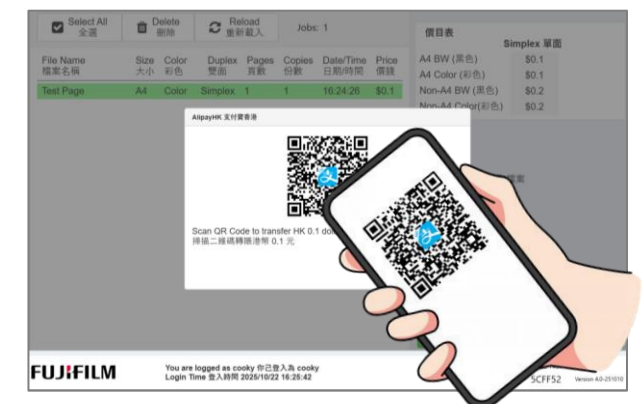 Select All
全選
Delete
刪除
Reload
重新載入
Jobs: 1
File Name
檔案名稱
Size
大小
Color
彩色
Duplex
雙面
Pages
頁數
Copies
份數
Date/Time
日期/時間
Price
價錢
Test Page A4 Color Simplex 1 1 16:24:26 $0.1
價目表
Simplex 單面
A4 BW (黑色) $0.1
A4 Color (彩色) $0.1
Non-A4 BW (黑色) $0.2
Non-A4 Color(彩色) $0.2
AlipayHK 支付寶香港
Scan QR Code to transfer HK 0.1
掃描二維碼轉賬港幣 0.1 元
檔案
FUJIFILM
You are logged as cooky 你己登入為 cooky
Login Time 登入時間 2025/10/22 16:25:42
5CFF52
Version 4.0-251010